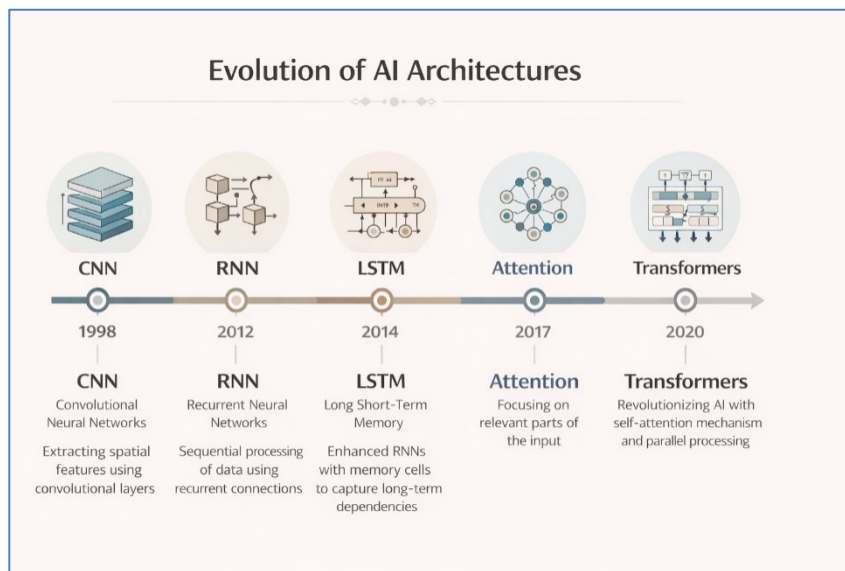 Evolution of AI Architectures
CNN
RNN
LSTM
Attention
Transformers
1998
2012
2014
2017
2020
CNN
Convolutional
Neural Networks
Extracting spatial
features using
convolutional layers
RNN
Recurrent Neural
Networks
Sequential processing
of data using
recurrent connections
LSTM
Long Short-Term
Memory
Enhanced RNNs
with memory cells
to capture long-term
dependencies
Attention
Focusing on
relevant parts of
the input
Transformers
Revolutionizing AI with
self-attention mechanism
and parallel processing